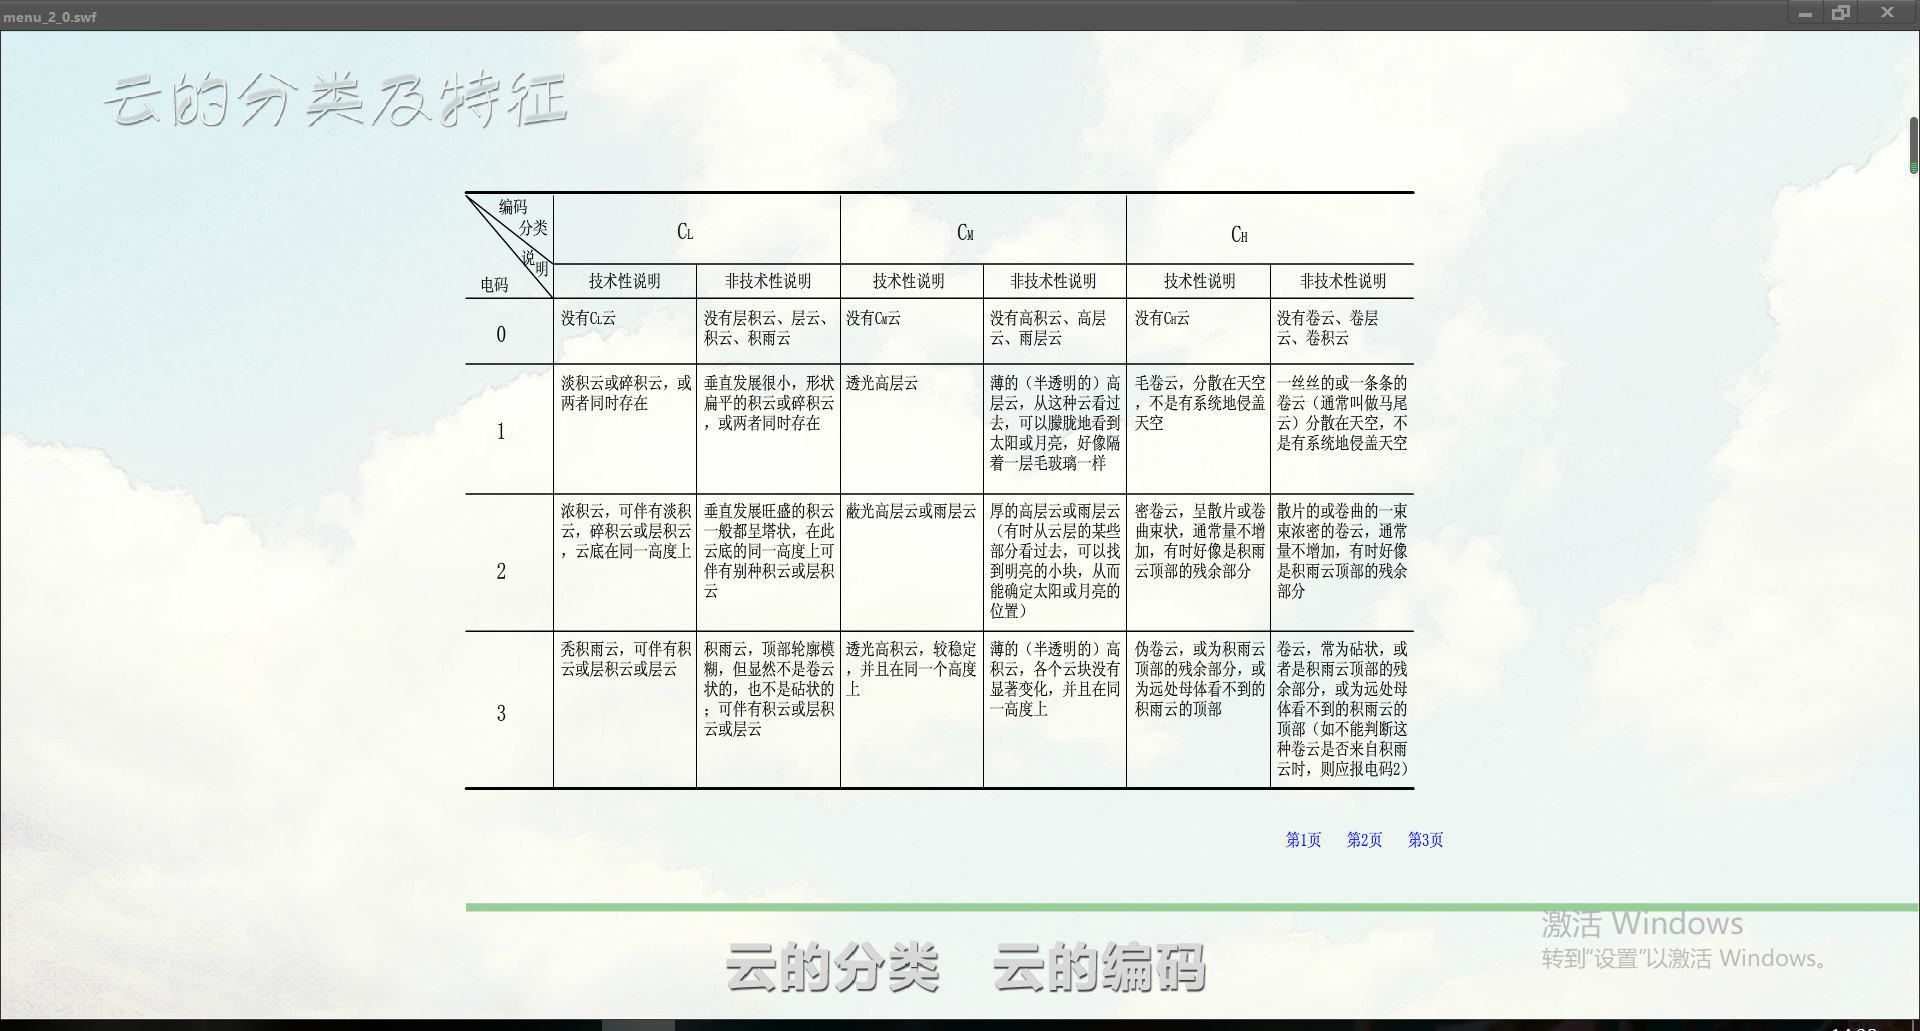 menu_2_0.swf
云的分类及特征
编码
分类
说明
电码
CL
CM
CH
技术性说明
非技术性说明
技术性说明
非技术性说明
技术性说明
非技术性说明
0
没有CL云
没有层积云、层云、
积云、积雨云
没有CM云
没有高积云、高层
云、雨层云
没有CH云
没有卷云、卷层
云、卷积云
1
淡积云或碎积云，或
两者同时存在
垂直发展很小，形状
扁平的积云或碎积云
，或两者同时存在
透光高层云
薄的（半透明的）高
层云，从这种云看过
去，可以朦胧地看到
太阳或月亮，好像隔
着一层毛玻璃一样
毛卷云，分散在天空
，不是有系统地侵盖
天空
一丝丝的或一条条的
卷云（通常叫做马尾
云）分散在天空，不
是有系统地侵盖天空
2
浓积云，可伴有淡积
云，碎积云或层积云
，云底在同一高度上
垂直发展旺盛的积云
一般都呈塔状，在此
云底的同一高度上可
伴有别种积云或层积
云
蔽光高层云或雨层云
厚的高层云或雨层云
（有时从云层的某些
部分看过去，可以找
到明亮的小块，从而
能确定太阳或月亮的
位置）
密卷云，呈散片或卷
曲束状，通常量不增
加，有时好像是积雨
云顶部的残余部分
散片的或卷曲的一束
束浓密的卷云，通常
量不增加，有时好像
是积雨云顶部的残余
部分
3
秃积雨云，可伴有积
云或层积云或层云
积雨云，顶部轮廓模
糊，但显然不是卷云
状的，也不是砧状的
；可伴有积云或层积
云或层云
透光高积云，较稳定
，并且在同一个高度
上
薄的（半透明的）高
积云，各个云块没有
显著变化，并且在同
一高度上
伪卷云，或为积雨云
顶部的残余部分，或
为远处母体看不到的
积雨云的顶部
卷云，常为砧状，或
者是积雨云顶部的残
余部分，或为远处母
体看不到的积雨云的
顶部（如不能判断这
种卷云是否来自积雨
云时，则应报电码2）
第1页 第2页 第3页
云的分类 云的编码
激活 Windows
转到"设置"以激活 Windows。